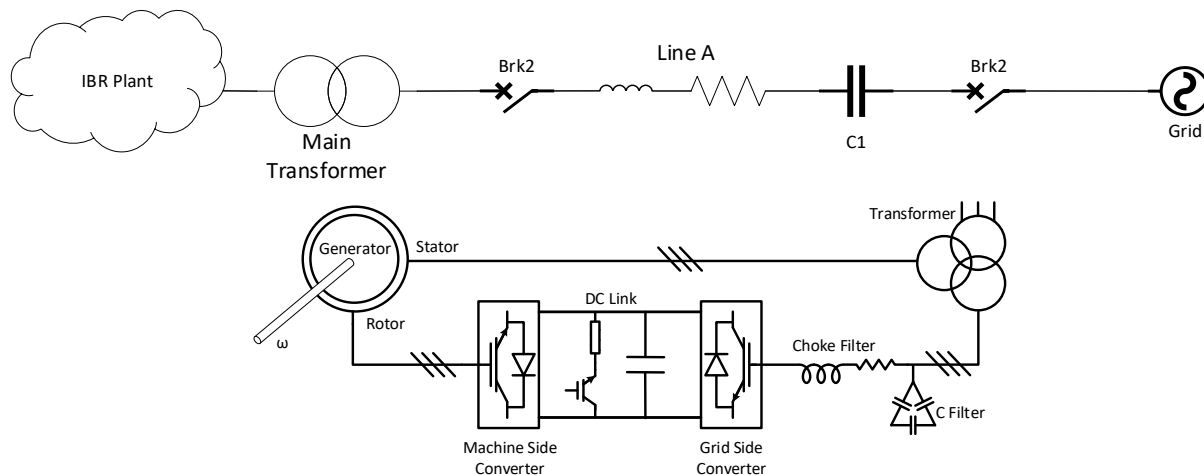 IBR Plant
Main
Transformer
Brk2
Line A
C1
Brk2
Grid
Transformer
Generator
Stator
Rotor
ω
DC Link
Choke Filter
C Filter
Machine Side
Converter
Grid Side
Converter